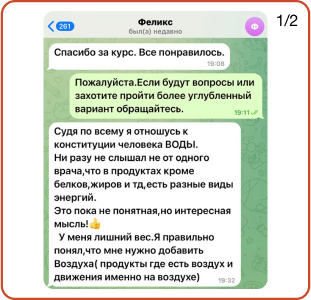 261
Феликс
был(а) недавно
1/2
Спасибо за курс. Все понравилось.
19:08
Пожалуйста.Если будут вопросы или
захотите пройти более углубленный
вариант обращайтесь.
19:11
Судя по всему я отношусь к
конституции человека ВОДЫ.
Ни разу не слышал не от одного
врача,что в продуктах кроме
белков,жиров и тд,есть разные виды
энергий.
Это пока не понятная,но интересная
мысль!👍
У меня лишний вес.Я правильно
понял,что мне нужно добавить
Воздуха( продукты где есть воздух и
движения именно на воздухе)
19:32